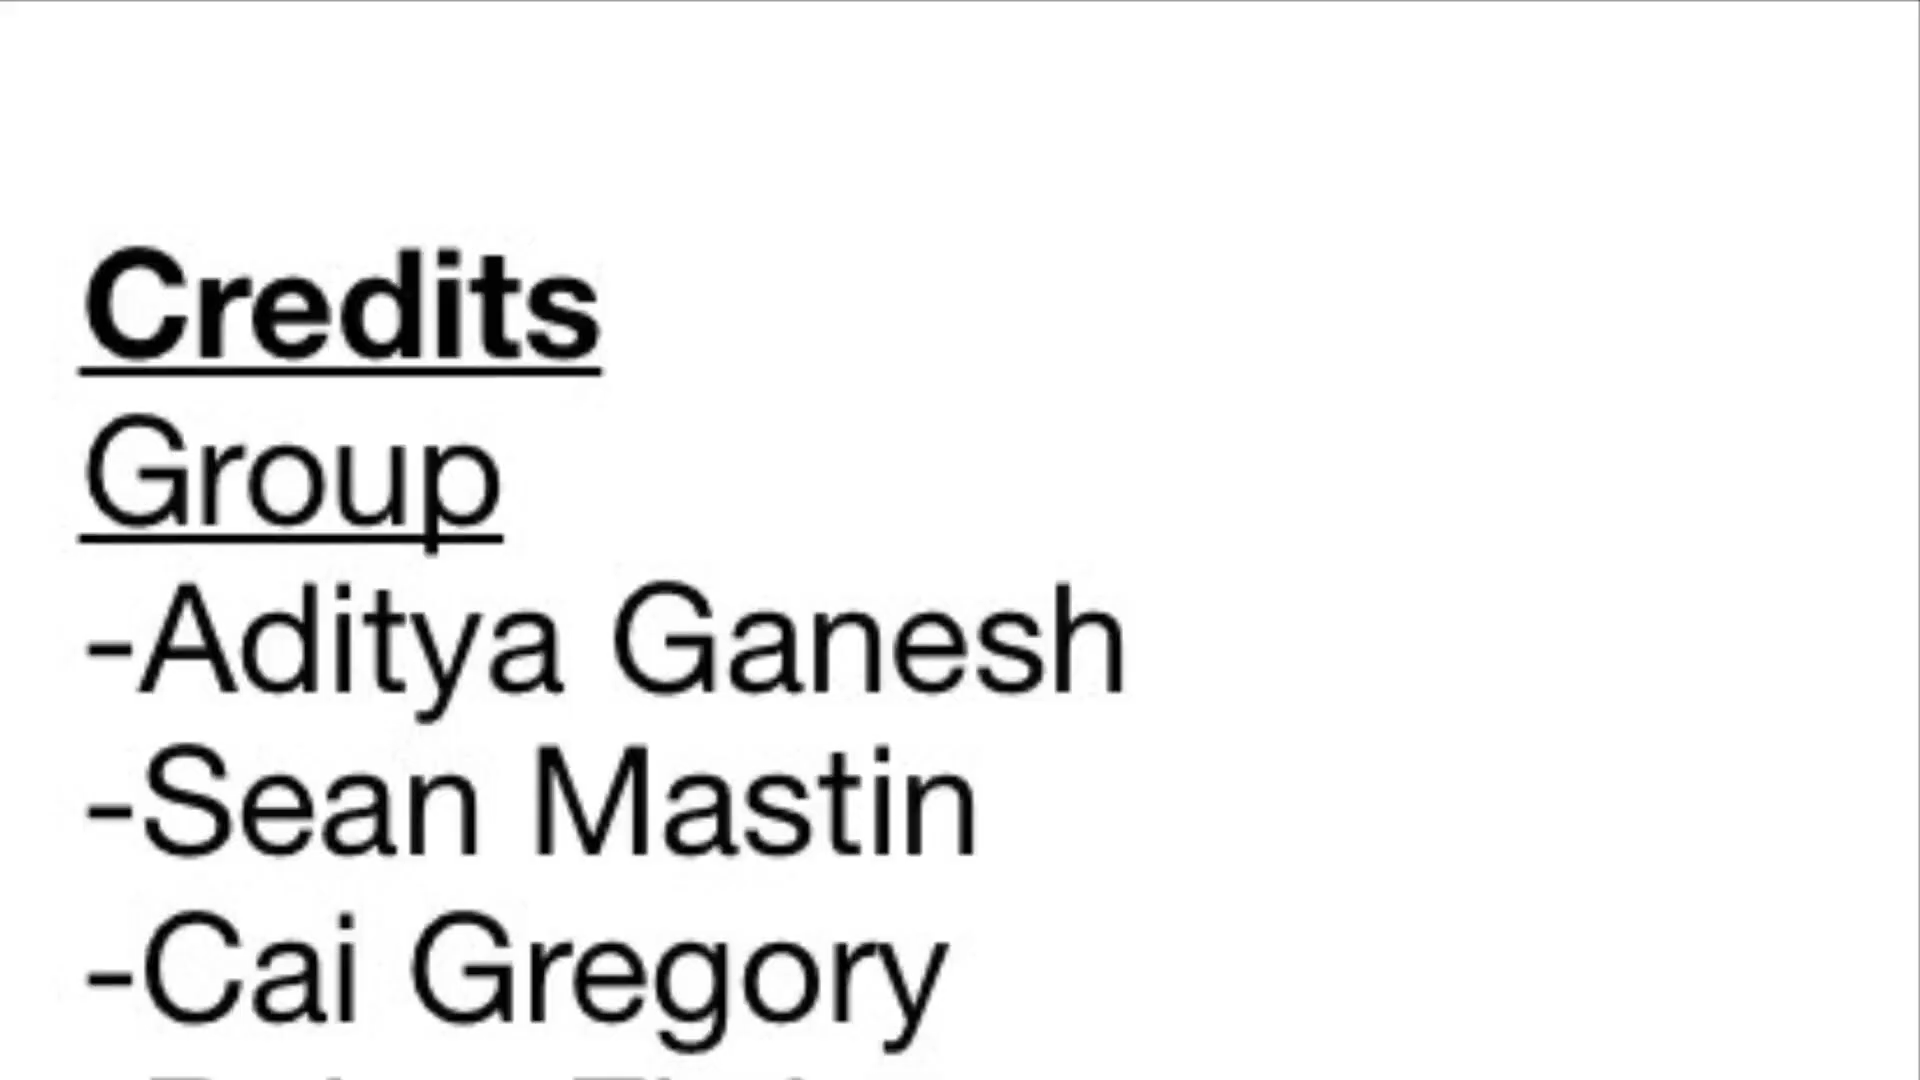 Credits
Group
-Aditya Ganesh
-Sean Mastin
-Cai Gregory